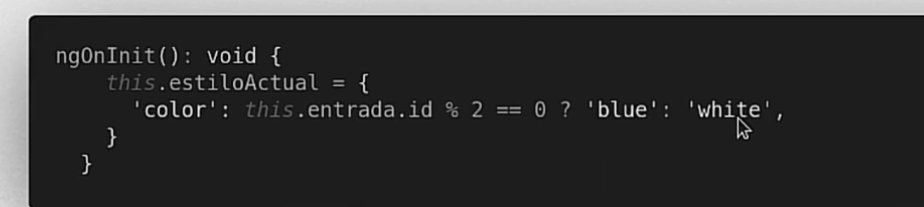 ngOnInit(): void {
this.estiloActual = {
'color': this.entrada.id % 2 == 0 ? 'blue': 'white',
}
}